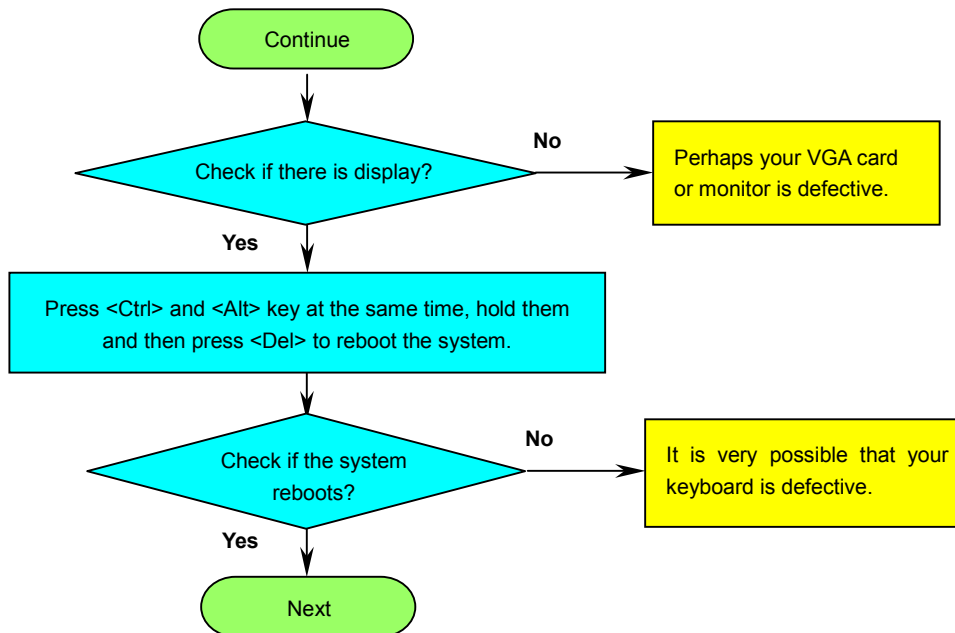 Continue
Check if there is display?
No
Perhaps your VGA card
or monitor is defective.
Yes
Press <Ctrl> and <Alt> key at the same time, hold them
and then press <Del> to reboot the system.
Check if the system
reboots?
No
It is very possible that your
keyboard is defective.
Yes
Next